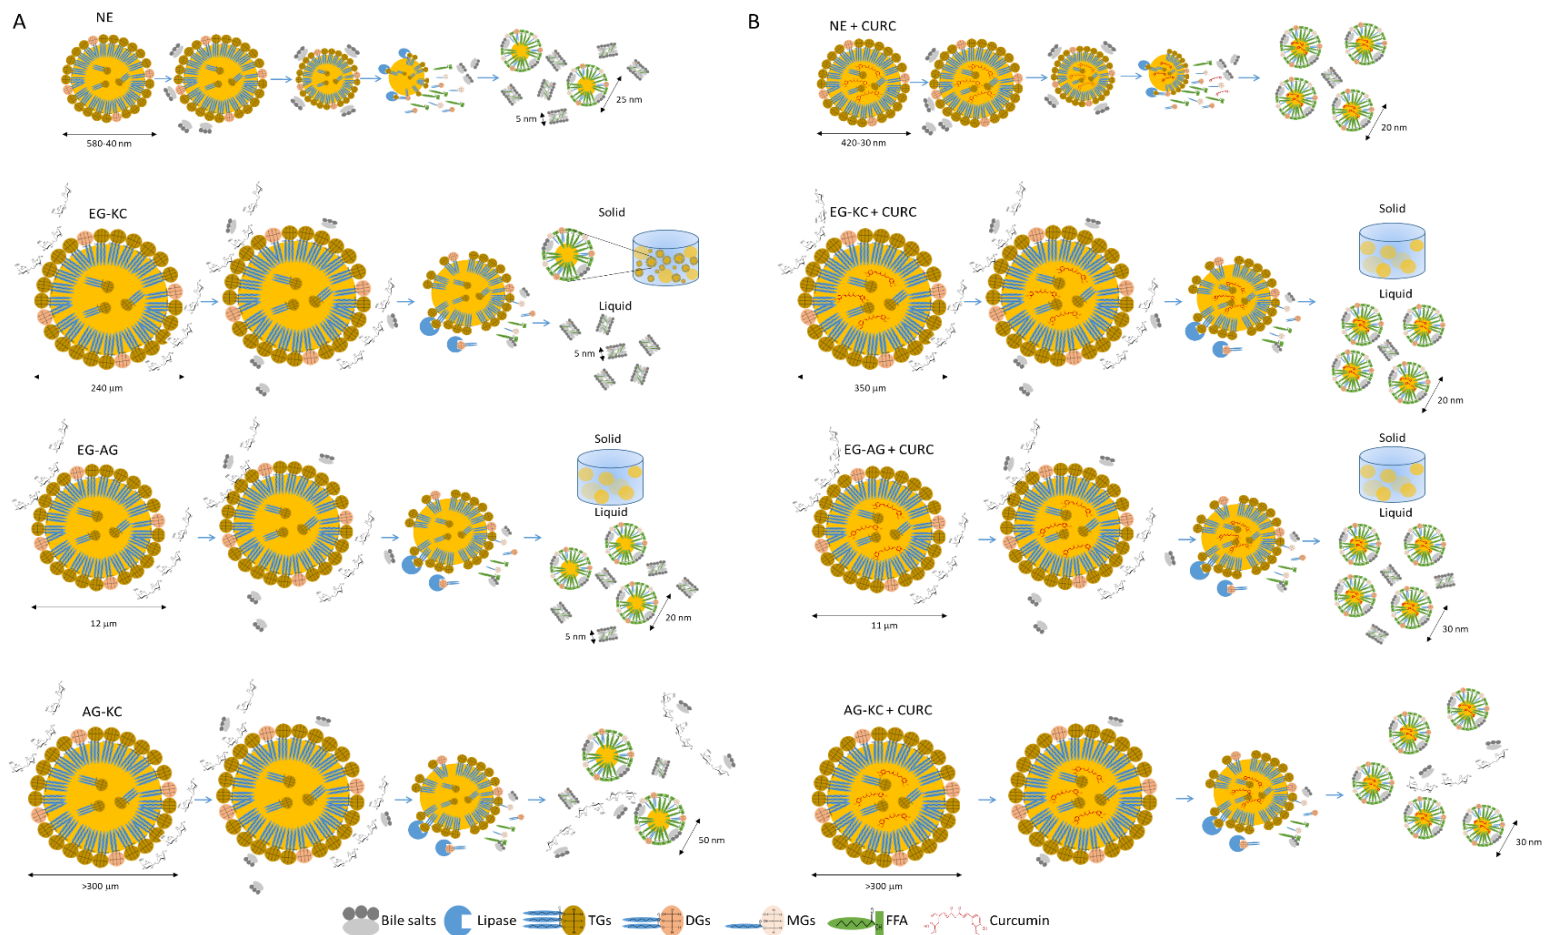 A
NE
580-40 nm
25 nm
5 nm
EG-KC
240 µm
Solid
Liquid
5 nm
EG-AG
12 µm
Solid
Liquid
5 nm
20 nm
AG-KC
>300 µm
50 nm
B
NE + CURC
420-30 nm
20 nm
EG-KC + CURC
350 µm
Solid
Liquid
20 nm
EG-AG + CURC
11 µm
Solid
Liquid
30 nm
AG-KC + CURC
>300 µm
30 nm
Bile salts
Lipase
TGs
DGs
MGs
FFA
Curcumin